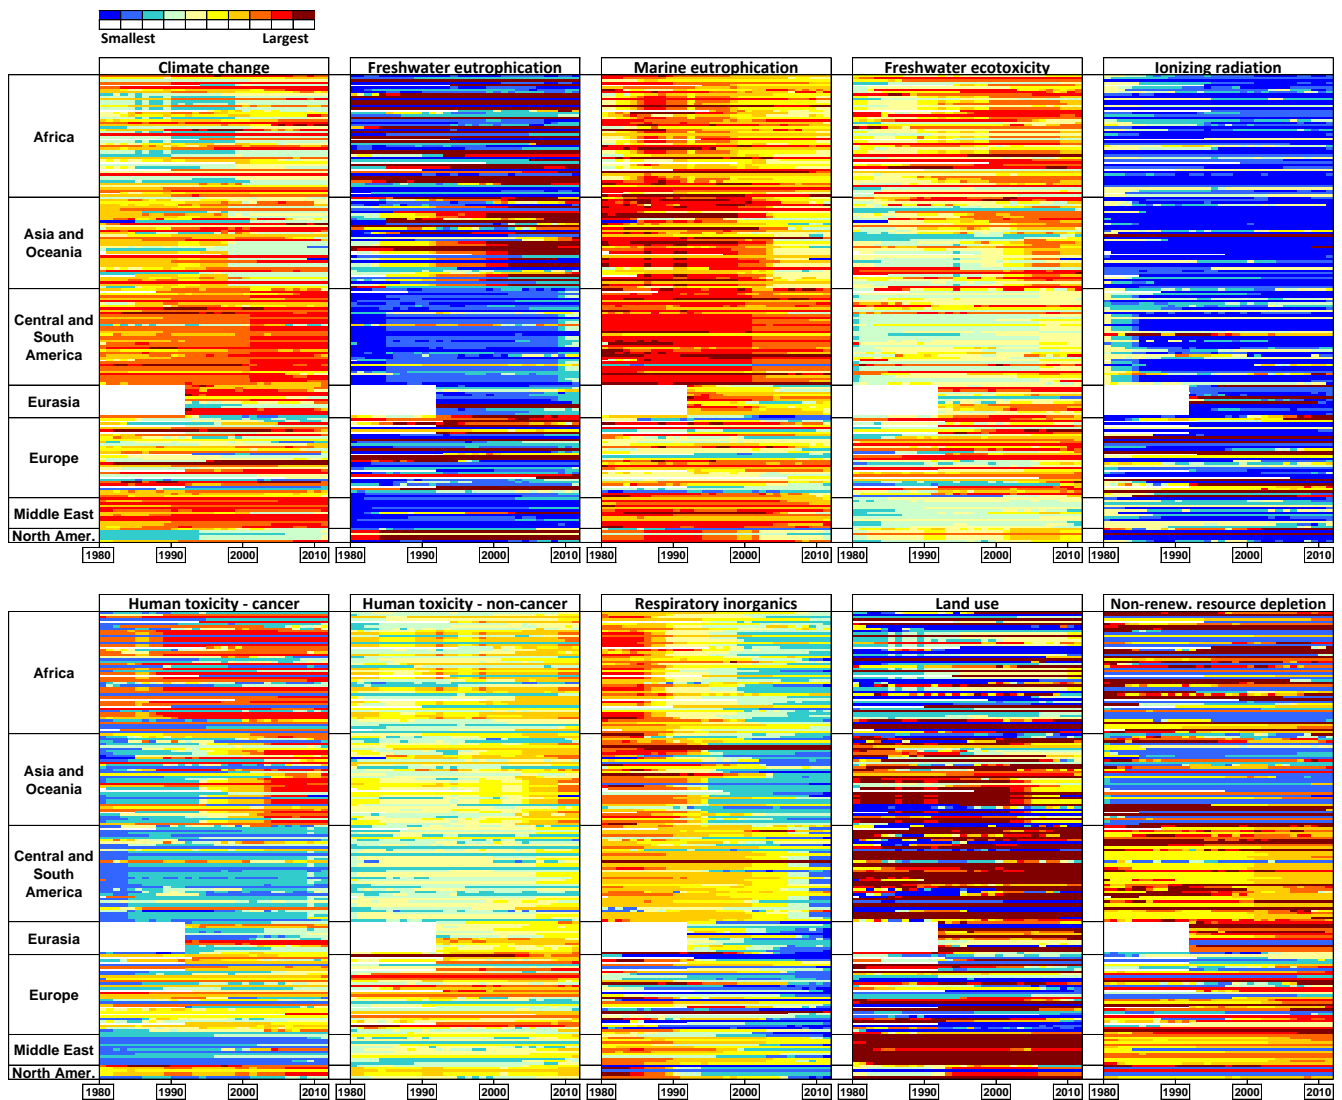 Smallest Largest
Climate change Freshwater eutrophication Marine eutrophication Freshwater ecotoxicity Ionizing radiation
Africa
Asia and
Oceania
Central and
South
America
Eurasia
Europe
Middle East
North Amer.
1980 1990 2000 2010 1980 1990 2000 2010 1980 1990 2000 2010 1980 1990 2000 2010 1980 1990 2000 2010
Human toxicity - cancer Human toxicity - non-cancer Respiratory inorganics Land use Non-renew. resource depletion
Africa
Asia and
Oceania
Central and
South
America
Eurasia
Europe
Middle East
North Amer.
1980 1990 2000 2010 1980 1990 2000 2010 1980 1990 2000 2010 1980 1990 2000 2010 1980 1990 2000 2010